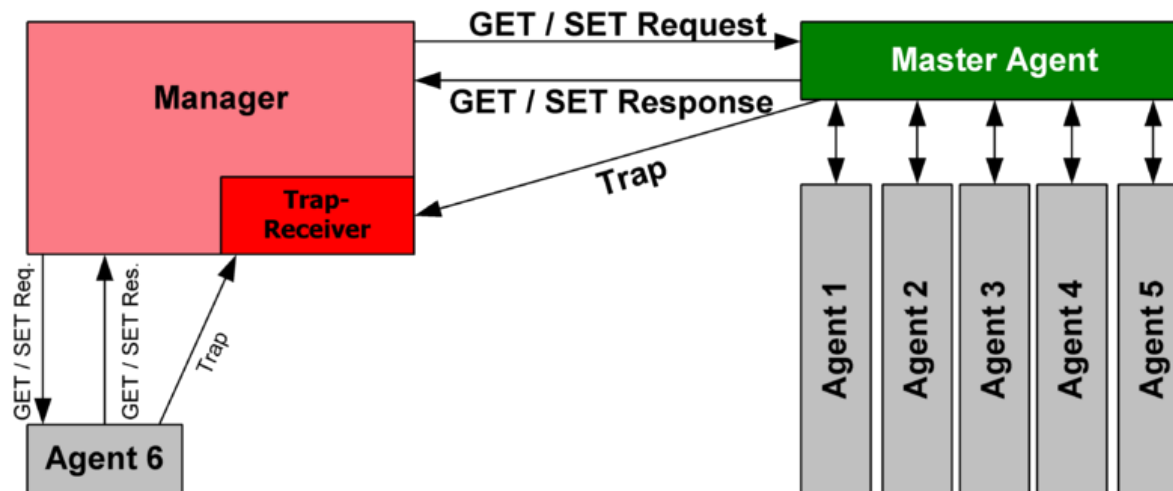 GET / SET Request
Master Agent
Manager
GET / SET Response
Trap
Trap-
Receiver
GET / SET Req.
GET / SET Res.
Trap
Agent 1
Agent 2
Agent 3
Agent 4
Agent 5
Agent 6